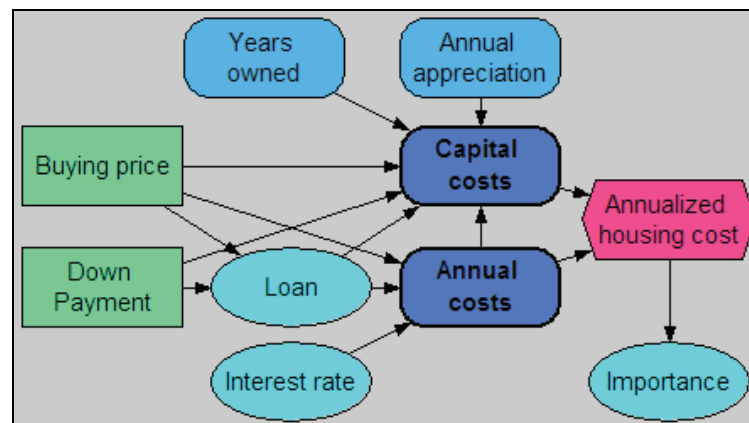 Years
owned
Annual
appreciation
Buying price
Capital
costs
Annualized
housing cost
Down
Payment
Loan
Annual
costs
Interest rate
Importance